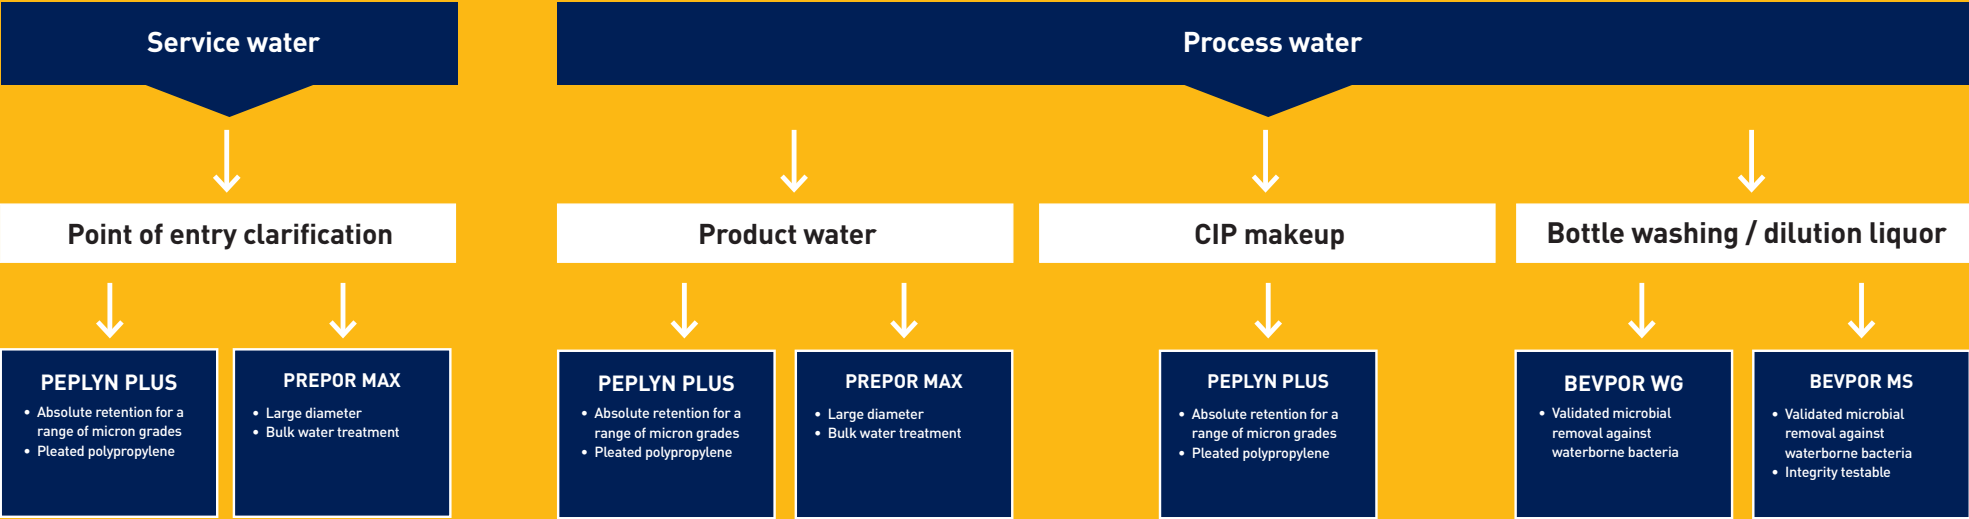 Service water
Process water
Point of entry clarification
Product water
CIP makeup
Bottle washing / dilution liquor
PEPLYN PLUS
• Absolute retention for a
range of micron grades
• Pleated polypropylene
PREPOR MAX
• Large diameter
• Bulk water treatment
PEPLYN PLUS
• Absolute retention for a
range of micron grades
• Pleated polypropylene
PREPOR MAX
• Large diameter
• Bulk water treatment
PEPLYN PLUS
• Absolute retention for a
range of micron grades
• Pleated polypropylene
BEVPOR WG
• Validated microbial
removal against
waterborne bacteria
BEVPOR MS
• Validated microbial
removal against
waterborne bacteria
• Integrity testable